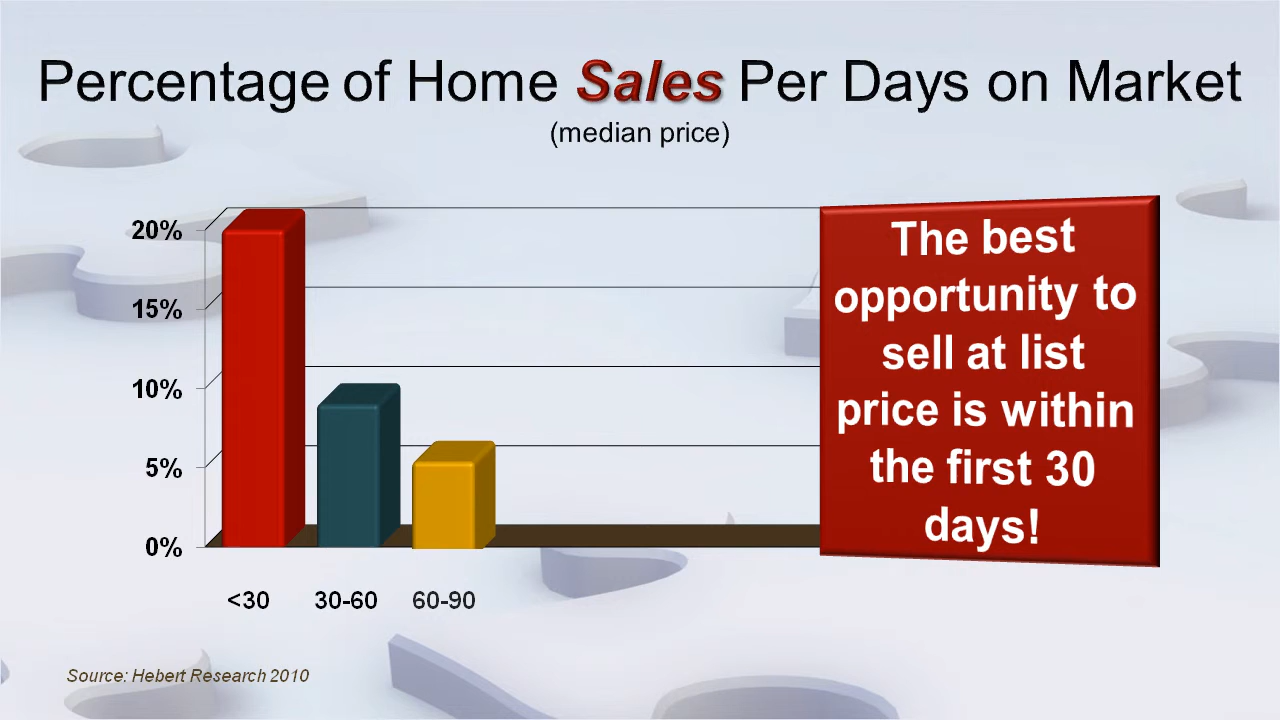 Percentage of Home Sales Per Days on Market
(median price)
20%
15%
10%
5%
0%
<30 30-60 60-90
The best
opportunity to
sell at list
price is within
the first 30
days!
Source: Hebert Research 2010